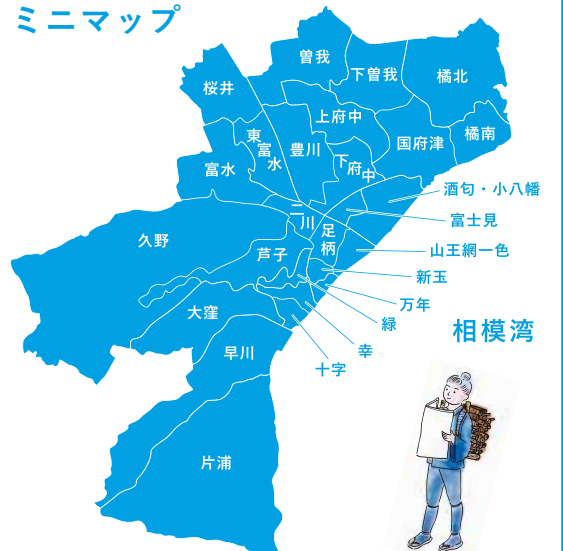 ミニマップ
曽我
下曽我
橘北
桜井
上府中
国府津
橘南
東富水
豊川
下府中
富水
酒匂・小八幡
二川
富士見
足柄
久野
山王網一色
芦子
新玉
万年
大窪
緑
相模湾
早川
幸
十字
片浦